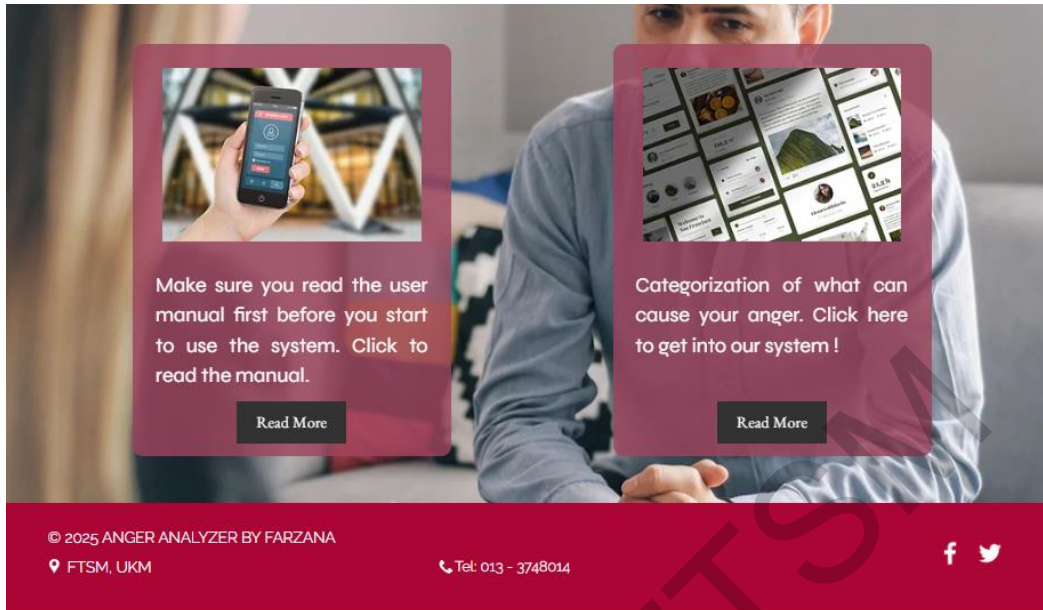 Make sure you read the user
manual first before you start
to use the system. Click to
read the manual.
Read More
Categorization of what can
cause your anger. Click here
to get into our system !
Read More
© 2025 ANGER ANALYZER BY FARZANA
FTSM, UKM
Tel: 013 - 3748014
FTSM